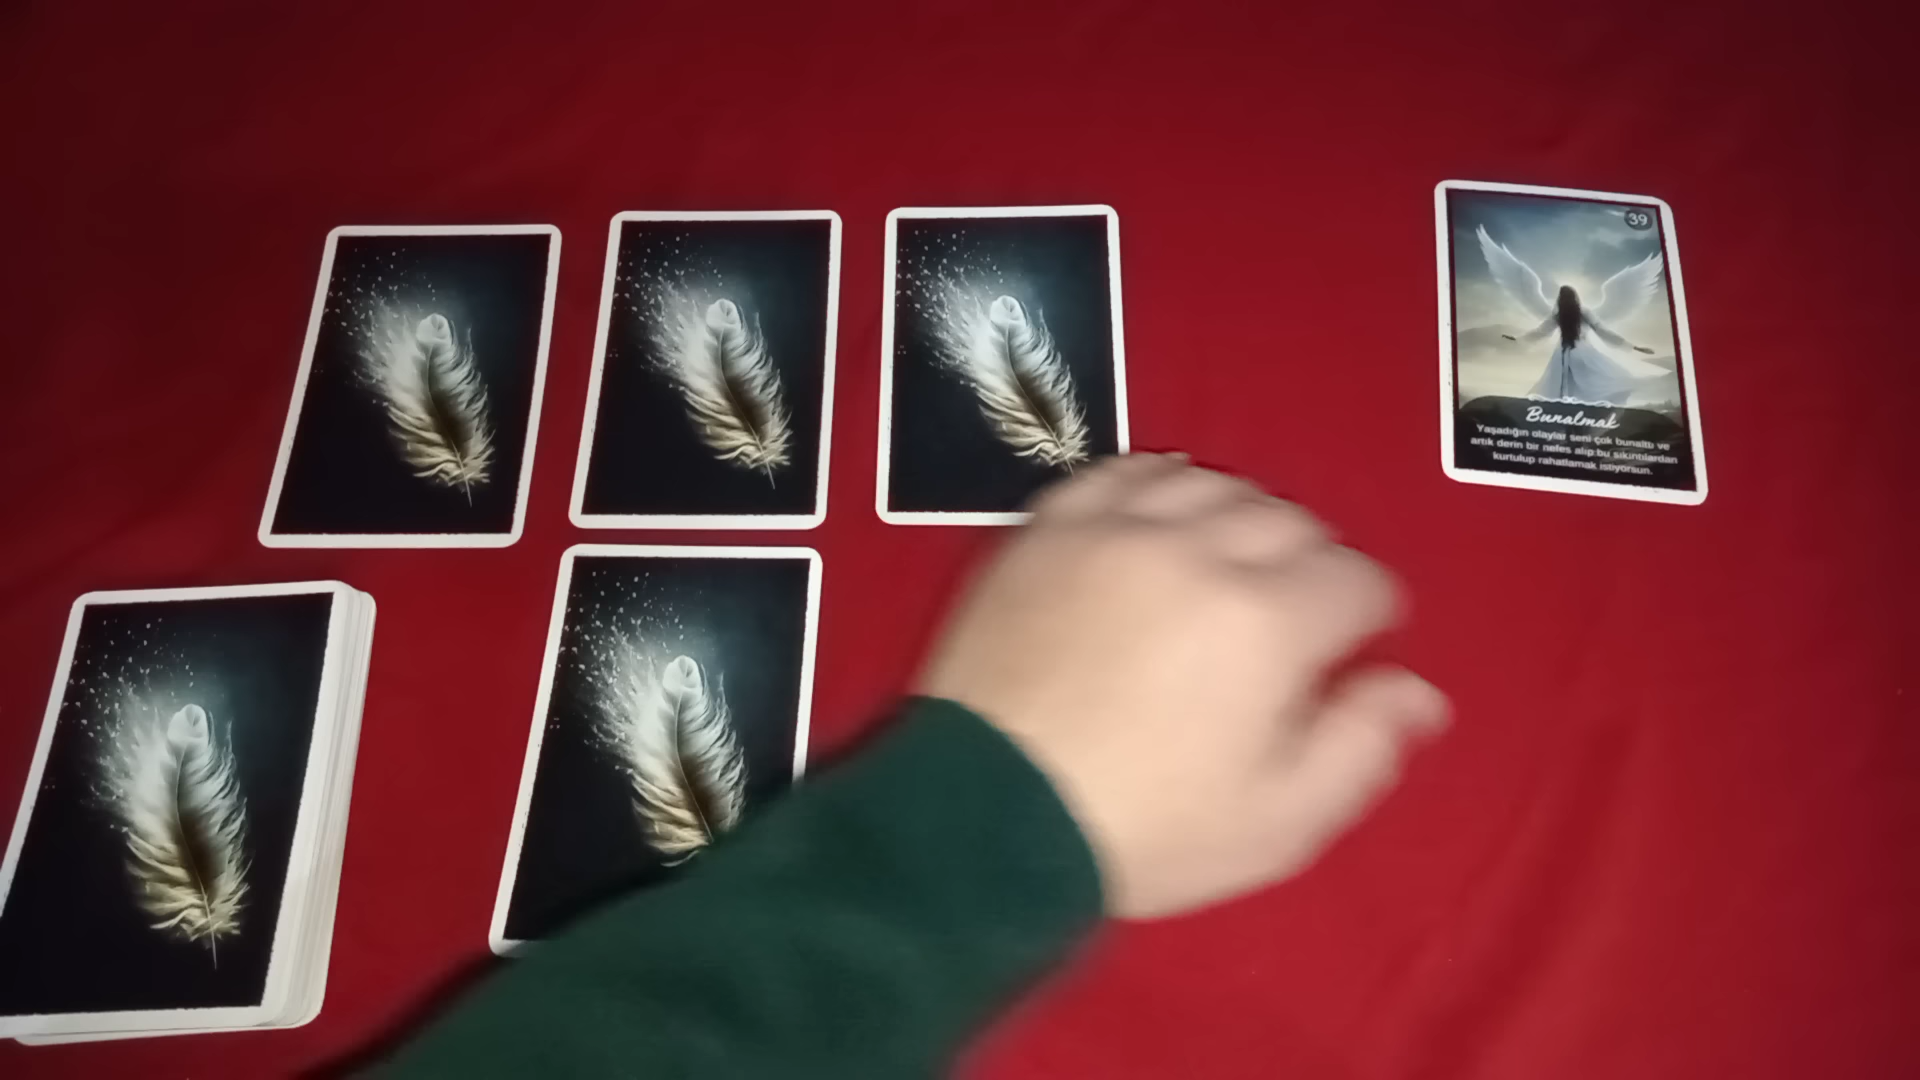 39
Bunalmak
Yaşadığın olaylar seni çok bunalttı ve
artık derin bir nefes alıp bu sıkıntılardan
kurtulup rahatlamak istiyorsun.